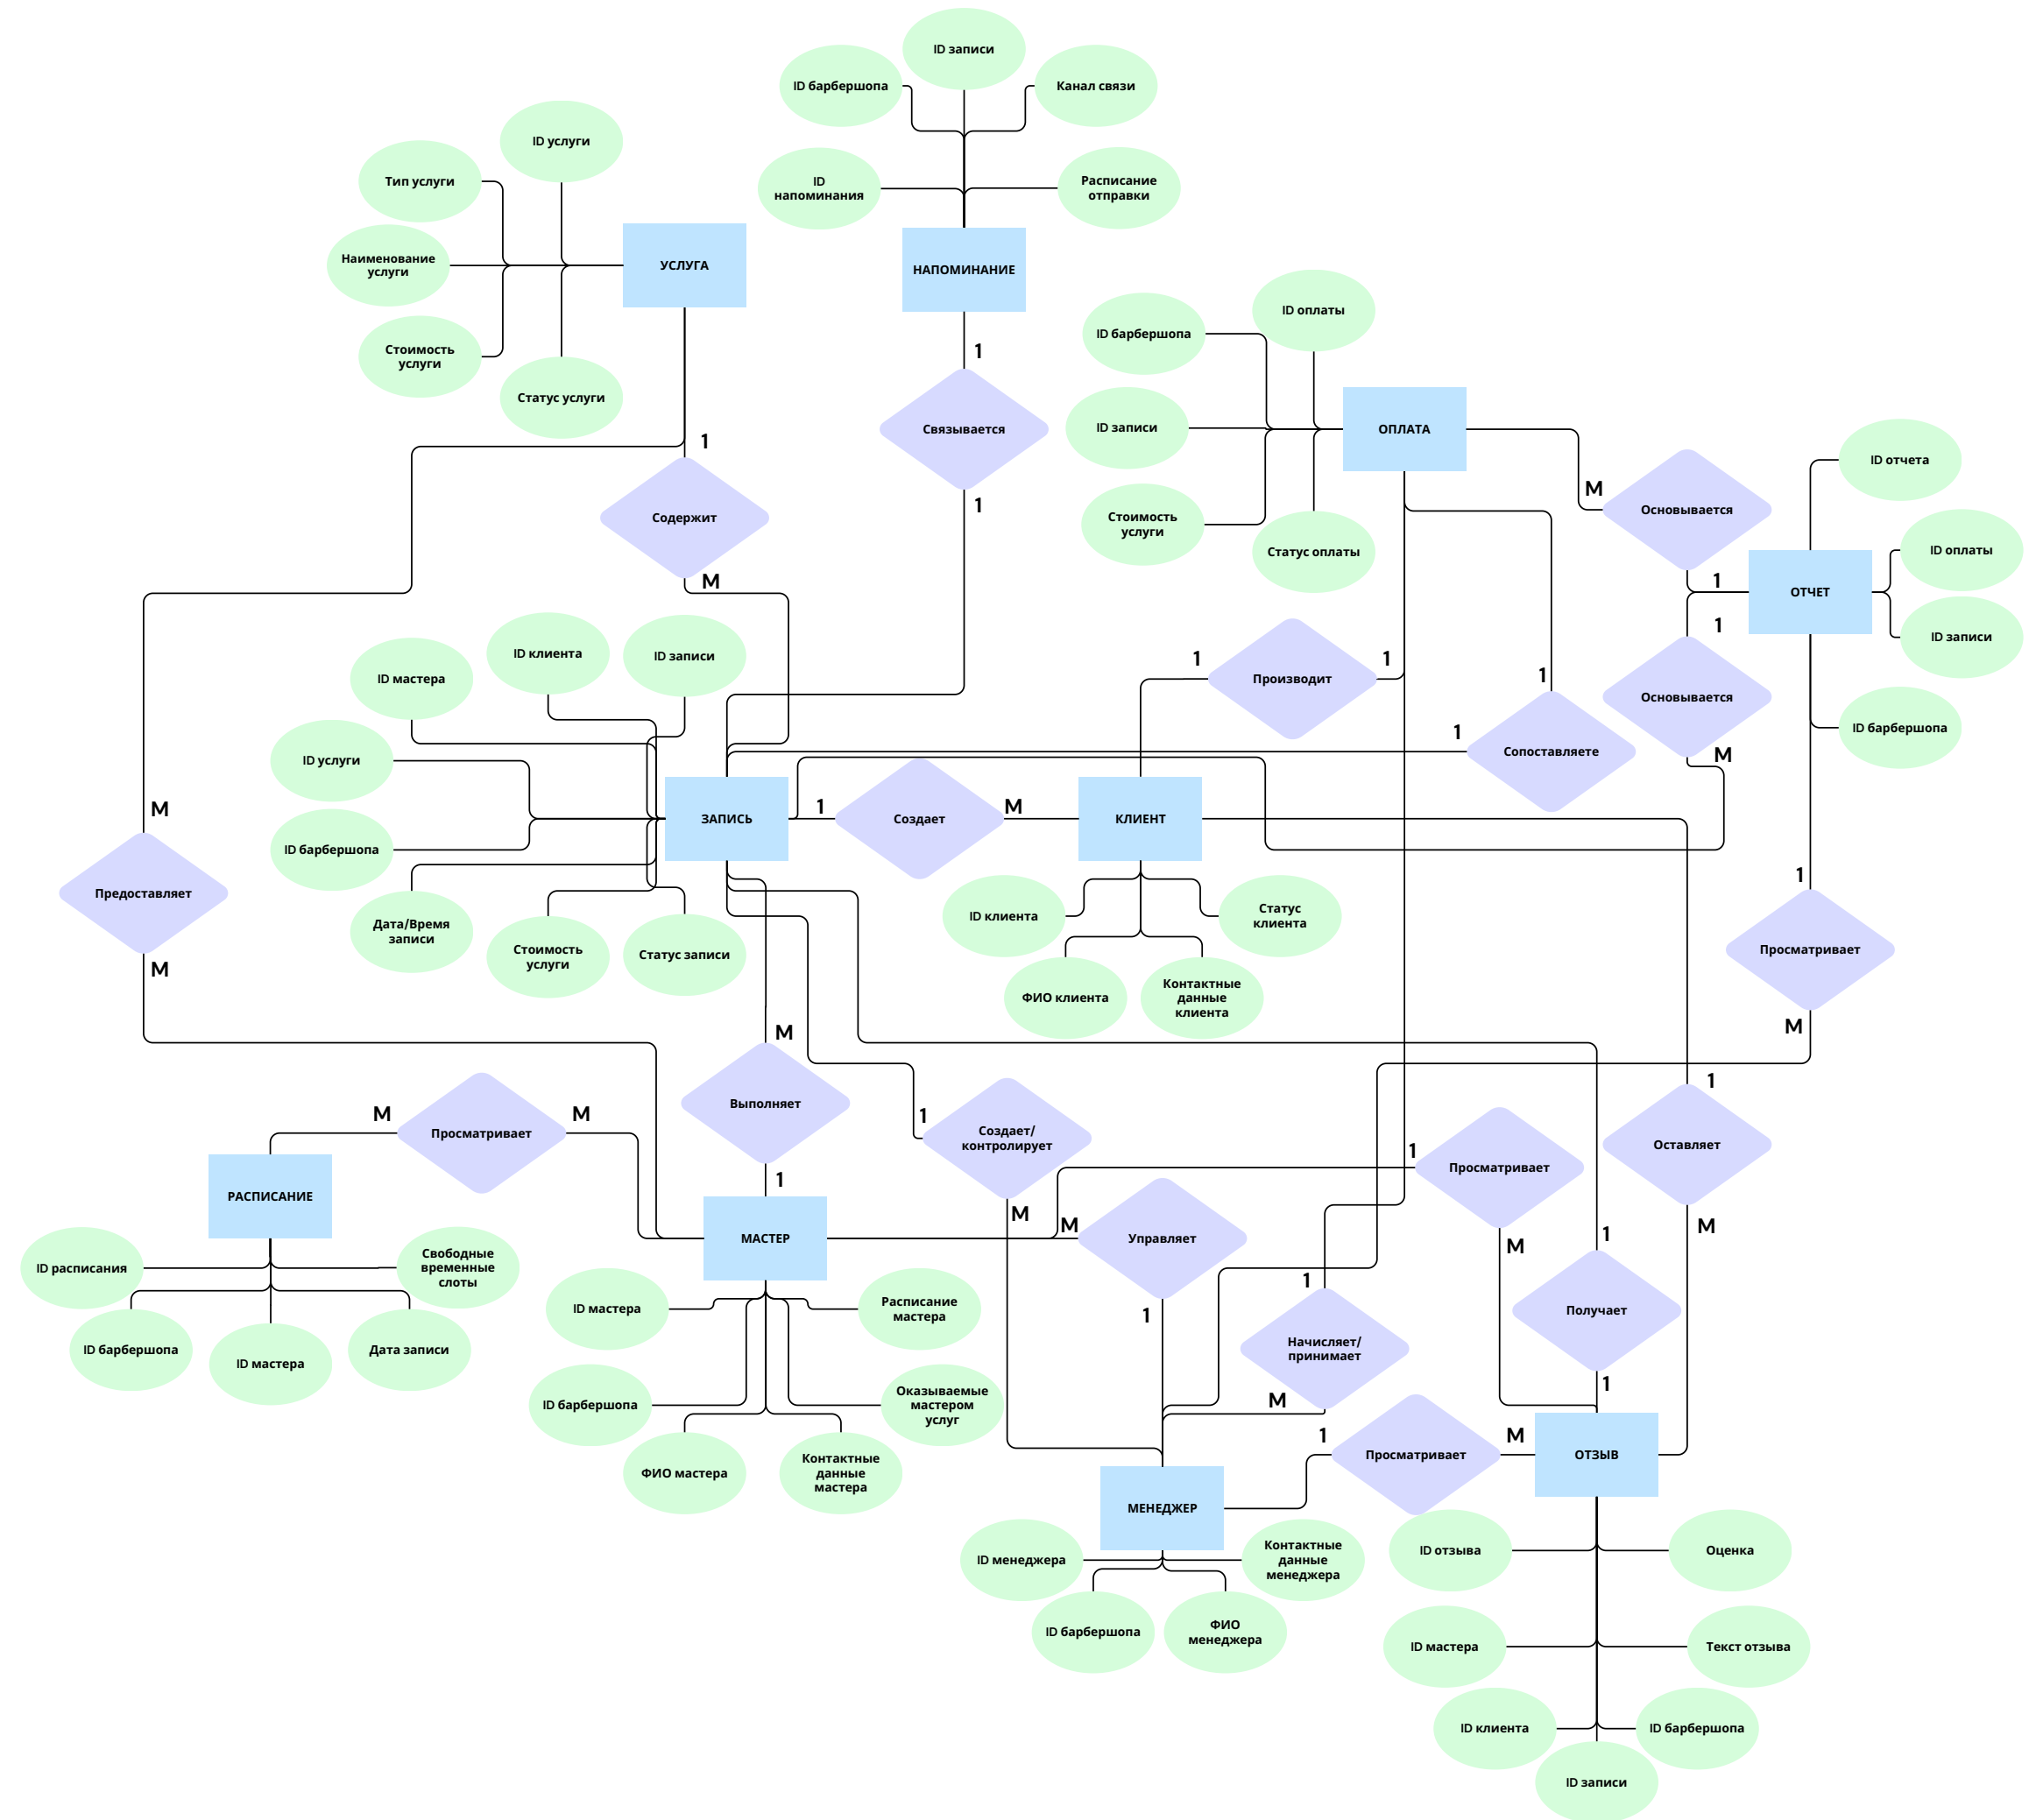 ID записи
ID барбершопа
Канал связи
ID
напоминания
Расписание
отправки
НАПОМИНАНИЕ
ID услуги
Тип услуги
Наименование
услуги
Стоимость
услуги
Статус услуги
УСЛУГА
1
Связывается
1
1
Содержит
M
ID оплаты
ID барбершопа
ID записи
Стоимость
услуги
Статус оплаты
ОПЛАТА
M
Основывается
1
ID отчета
ID оплаты
ОТЧЕТ
ID записи
ID барбершопа
1
Основывается
M
1
Производит
1
1
Сопоставляете
1
ID клиента
ID записи
ID мастера
ID услуги
ID барбершопа
Дата/Время
записи
Стоимость
услуги
Статус записи
ЗАПИСЬ
1
Создает
M
КЛИЕНТ
ID клиента
Статус
клиента
ФИО клиента
Контактные
данные
клиента
M
Предоставляет
M
1
Просматривает
M
M
Выполняет
1
1
Создает/
контролирует
M
M
Просматривает
M
РАСПИСАНИЕ
ID расписания
Свободные
временные
слоты
ID барбершопа
ID мастера
Дата записи
МАСТЕР
ID мастера
Расписание
мастера
ID барбершопа
Оказываемые
мастером
услуг
ФИО мастера
Контактные
данные
мастера
M
Управляет
1
1
Просматривает
M
1
Оставляет
M
1
Получает
1
1
Начисляет/
принимает
M
1
Просматривает
M
МЕНЕДЖЕР
ID менеджера
Контактные
данные
менеджера
ID барбершопа
ФИО
менеджера
ОТЗЫВ
ID отзыва
Оценка
ID мастера
Текст отзыва
ID клиента
ID барбершопа
ID записи